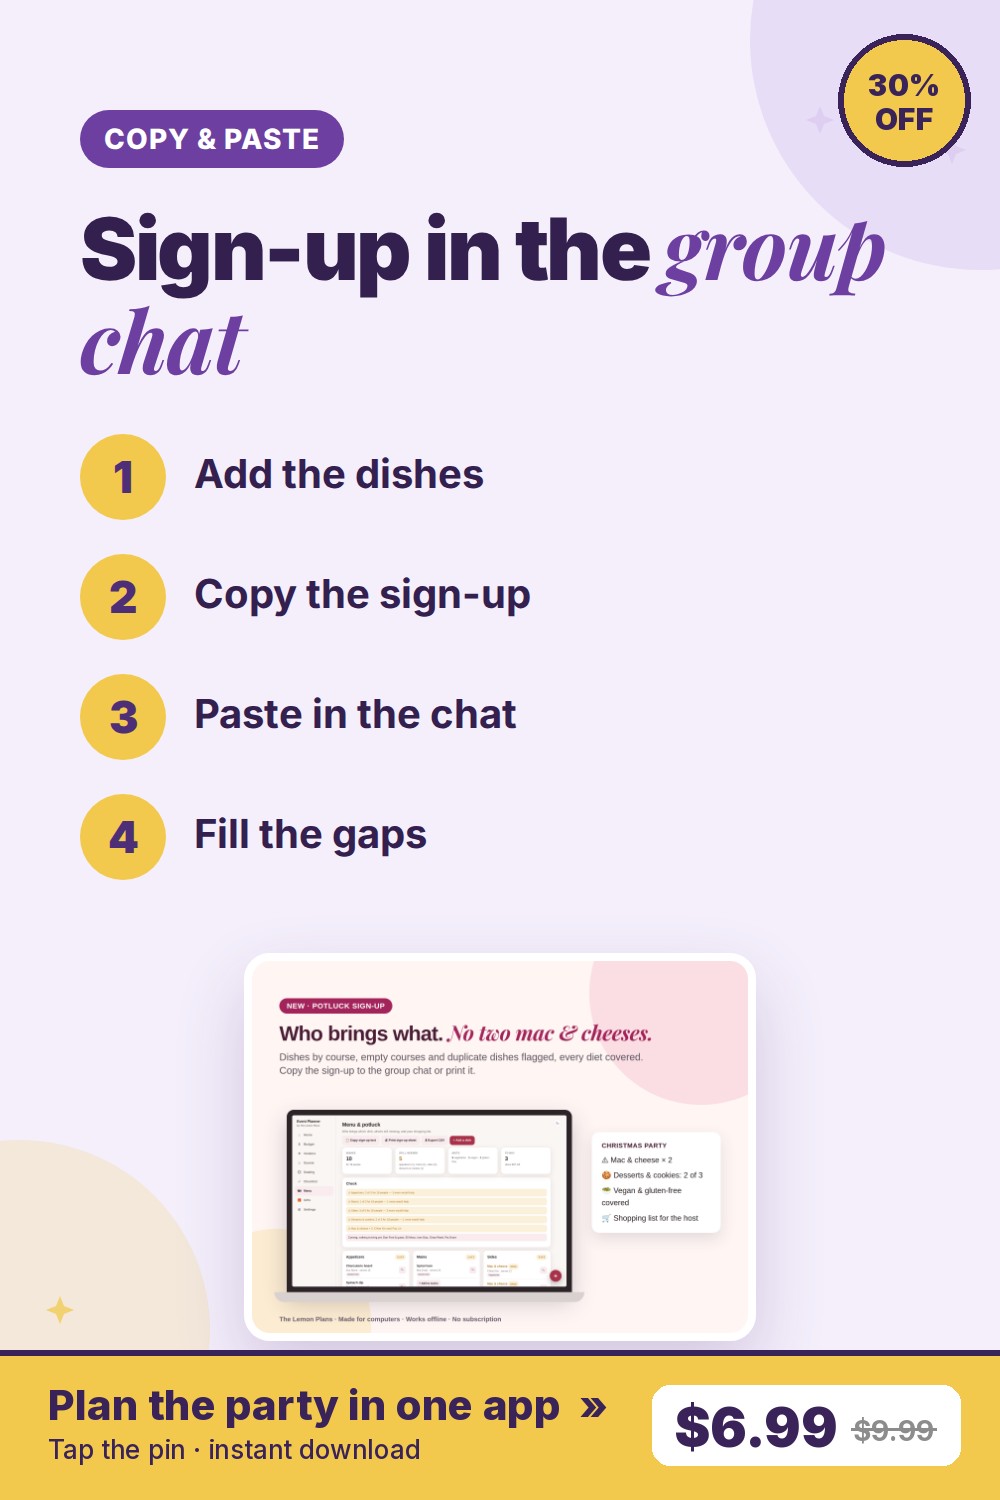 30%
OFF
COPY & PASTE
Sign-up in the group
chat
1 Add the dishes
2 Copy the sign-up
3 Paste in the chat
4 Fill the gaps
NEW · POTLUCK SIGN-UP
Who brings what. No two mac & cheeses.
Dishes by course, empty courses and duplicate dishes flagged, every diet covered.
Copy the sign-up to the group chat or print it.
Menu & potluck
CHRISTMAS PARTY
⚠ Mac & cheese × 2
🍪 Desserts & cookies: 2 of 3
🥗 Vegan & gluten-free
covered
🛒 Shopping list for the host
The Lemon Plans · Made for computers · Works offline · No subscription
Plan the party in one app »
Tap the pin · instant download
$6.99 $9.99